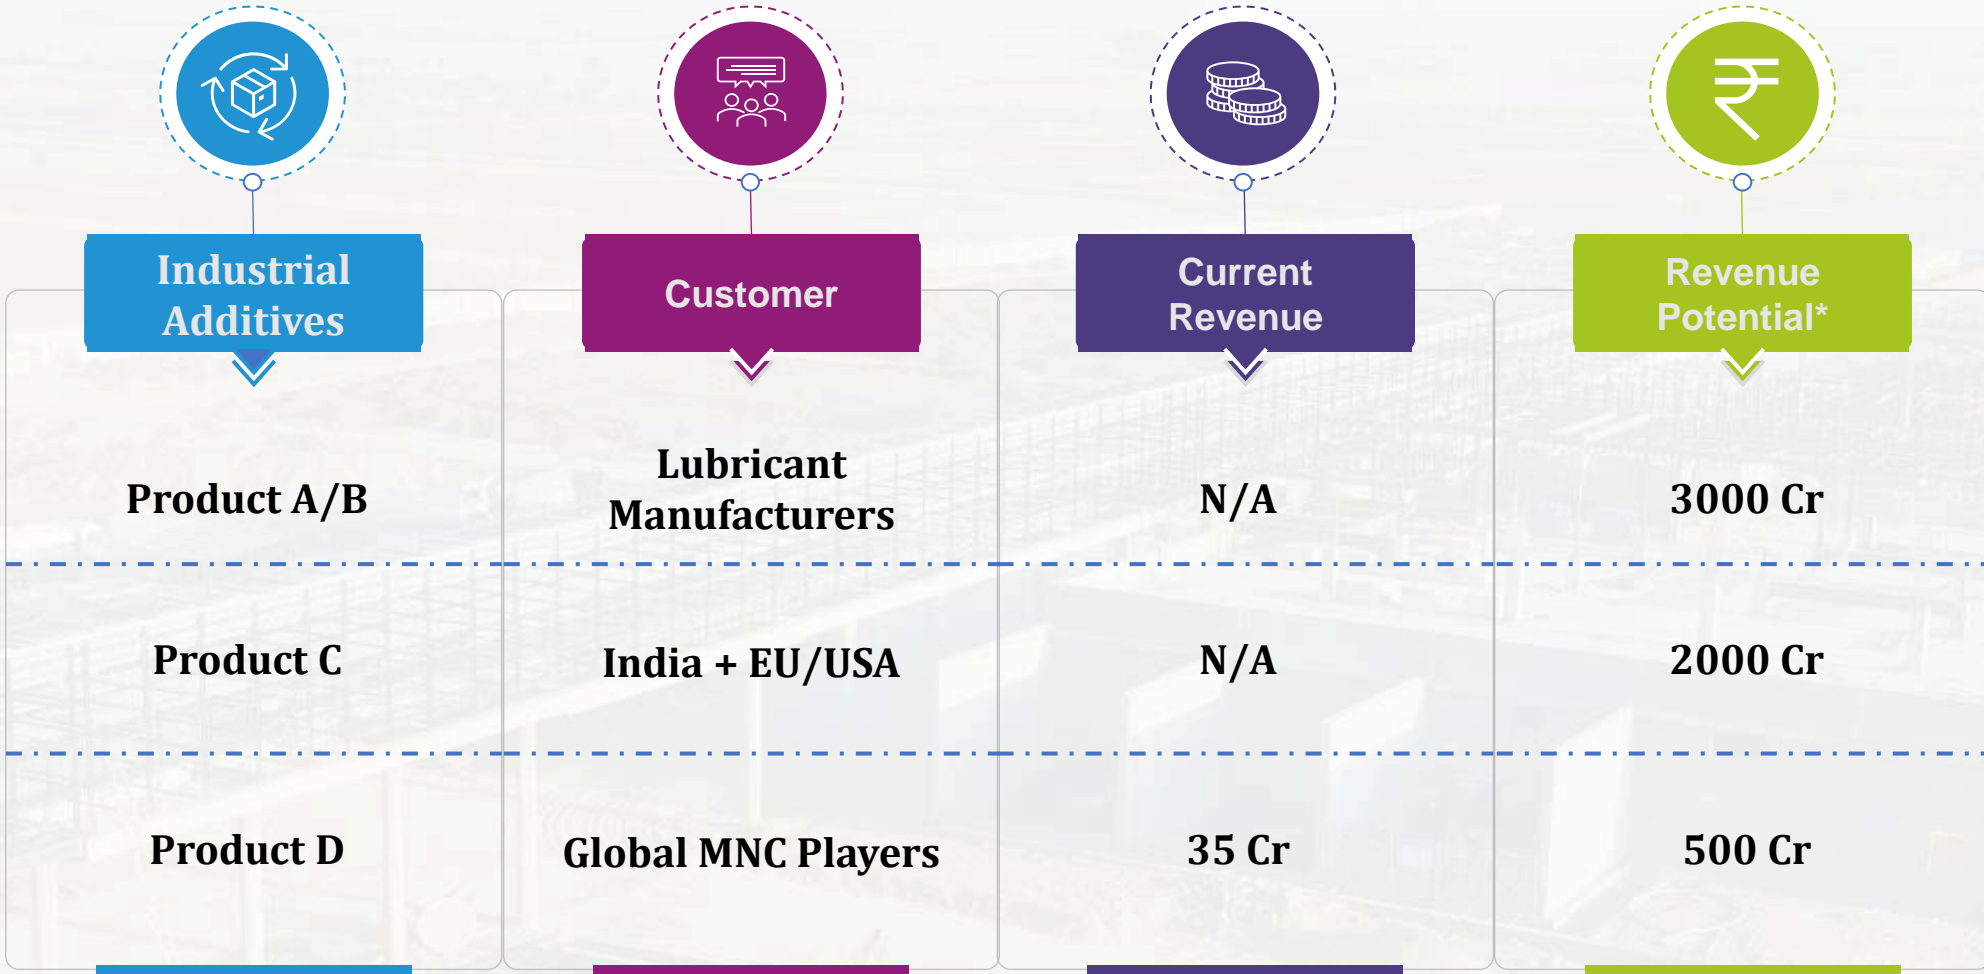 Industrial
Additives
Customer
Current
Revenue
Revenue
Potential*
Product A/B
Lubricant
Manufacturers
N/A
3000 Cr
Product C
India + EU/USA
N/A
2000 Cr
Product D
Global MNC Players
35 Cr
500 Cr